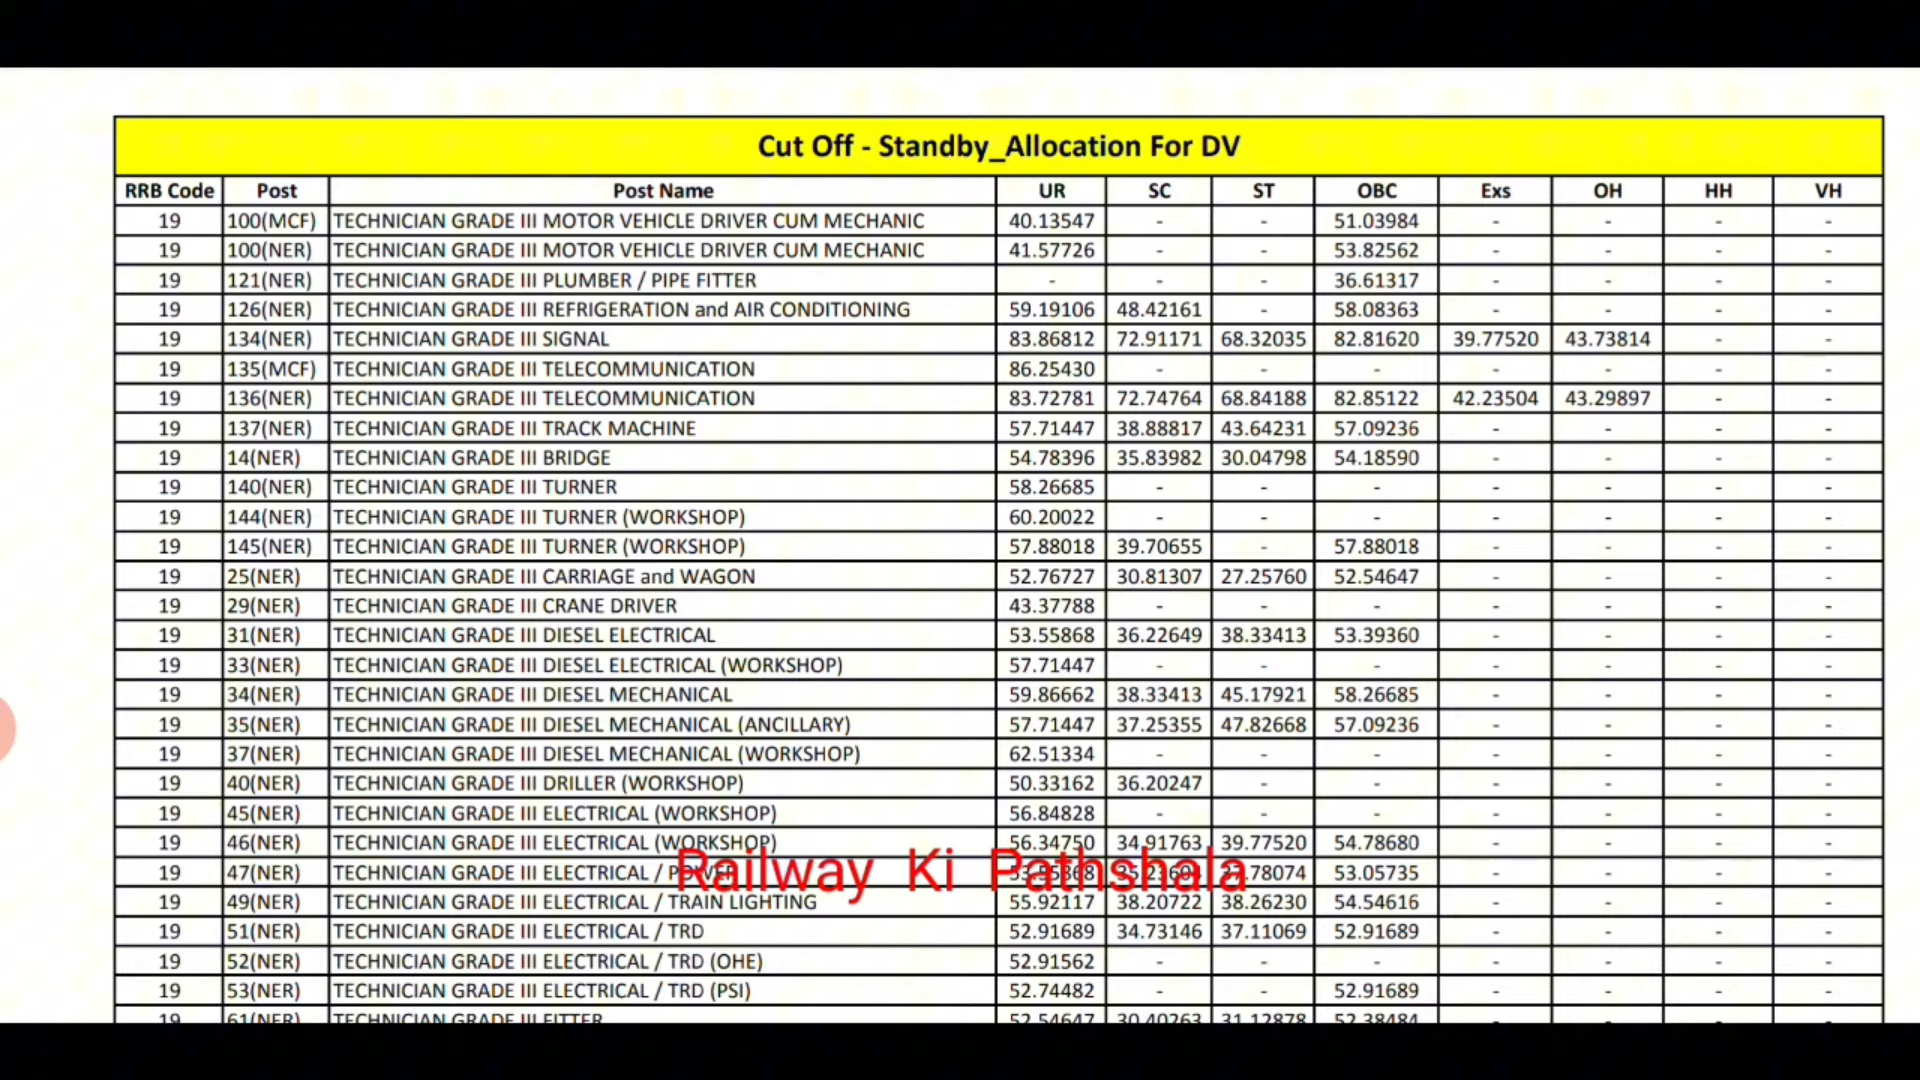 Cut Off - Standby_Allocation For DV
RRB Code Post Post Name UR SC ST OBC Exs OH HH VH
19 100(MCF) TECHNICIAN GRADE III MOTOR VEHICLE DRIVER CUM MECHANIC 40.13547 - - 51.03984 - - - -
19 100(NER) TECHNICIAN GRADE III MOTOR VEHICLE DRIVER CUM MECHANIC 41.57726 - - 53.82562 - - - -
19 121(NER) TECHNICIAN GRADE III PLUMBER / PIPE FITTER - - - 36.61317 - - - -
19 126(NER) TECHNICIAN GRADE III REFRIGERATION and AIR CONDITIONING 59.19106 48.42161 - 58.08363 - - - -
19 134(NER) TECHNICIAN GRADE III SIGNAL 83.86812 72.91171 68.32035 82.81620 39.77520 43.73814 - -
19 135(MCF) TECHNICIAN GRADE III TELECOMMUNICATION 86.25430 - - - - - - -
19 136(NER) TECHNICIAN GRADE III TELECOMMUNICATION 83.72781 72.74764 68.84188 82.85122 42.23504 43.29897 - -
19 137(NER) TECHNICIAN GRADE III TRACK MACHINE 57.71447 38.88817 43.64231 57.09236 - - - -
19 14(NER) TECHNICIAN GRADE III BRIDGE 54.78396 35.83982 30.04798 54.18590 - - - -
19 140(NER) TECHNICIAN GRADE III TURNER 58.26685 - - - - - - -
19 144(NER) TECHNICIAN GRADE III TURNER (WORKSHOP) 60.20022 - - - - - - -
19 145(NER) TECHNICIAN GRADE III TURNER (WORKSHOP) 57.88018 39.70655 - 57.88018 - - - -
19 25(NER) TECHNICIAN GRADE III CARRIAGE and WAGON 52.76727 30.81307 27.25760 52.54647 - - - -
19 29(NER) TECHNICIAN GRADE III CRANE DRIVER 43.37788 - - - - - - -
19 31(NER) TECHNICIAN GRADE III DIESEL ELECTRICAL 53.55868 36.22649 38.33413 53.39360 - - - -
19 33(NER) TECHNICIAN GRADE III DIESEL ELECTRICAL (WORKSHOP) 57.71447 - - - - - - -
19 34(NER) TECHNICIAN GRADE III DIESEL MECHANICAL 59.86662 38.33413 45.17921 58.26685 - - - -
19 35(NER) TECHNICIAN GRADE III DIESEL MECHANICAL (ANCILLARY) 57.71447 37.25355 47.82668 57.09236 - - - -
19 37(NER) TECHNICIAN GRADE III DIESEL MECHANICAL (WORKSHOP) 62.51334 - - - - - - -
19 40(NER) TECHNICIAN GRADE III DRILLER (WORKSHOP) 50.33162 36.20247 - - - - - -
19 45(NER) TECHNICIAN GRADE III ELECTRICAL (WORKSHOP) 56.84828 - - - - - - -
19 46(NER) TECHNICIAN GRADE III ELECTRICAL (WORKSHOP) 56.34750 34.91763 39.77520 54.78680 - - - -
19 47(NER) TECHNICIAN GRADE III ELECTRICAL / POWER 53.05735 - - - -
Railway Ki Pathshala
19 49(NER) TECHNICIAN GRADE III ELECTRICAL / TRAIN LIGHTING 55.92117 38.20722 38.26230 54.54616 - - - -
19 51(NER) TECHNICIAN GRADE III ELECTRICAL / TRD 52.91689 34.73146 37.11069 52.91689 - - - -
19 52(NER) TECHNICIAN GRADE III ELECTRICAL / TRD (OHE) 52.91562 - - - - - - -
19 53(NER) TECHNICIAN GRADE III ELECTRICAL / TRD (PSI) 52.74482 - - 52.91689 - - - -
19 61(NER) TECHNICIAN GRADE III FITTER 52.54647 30.40263 31.12878 52.38484 - - - -